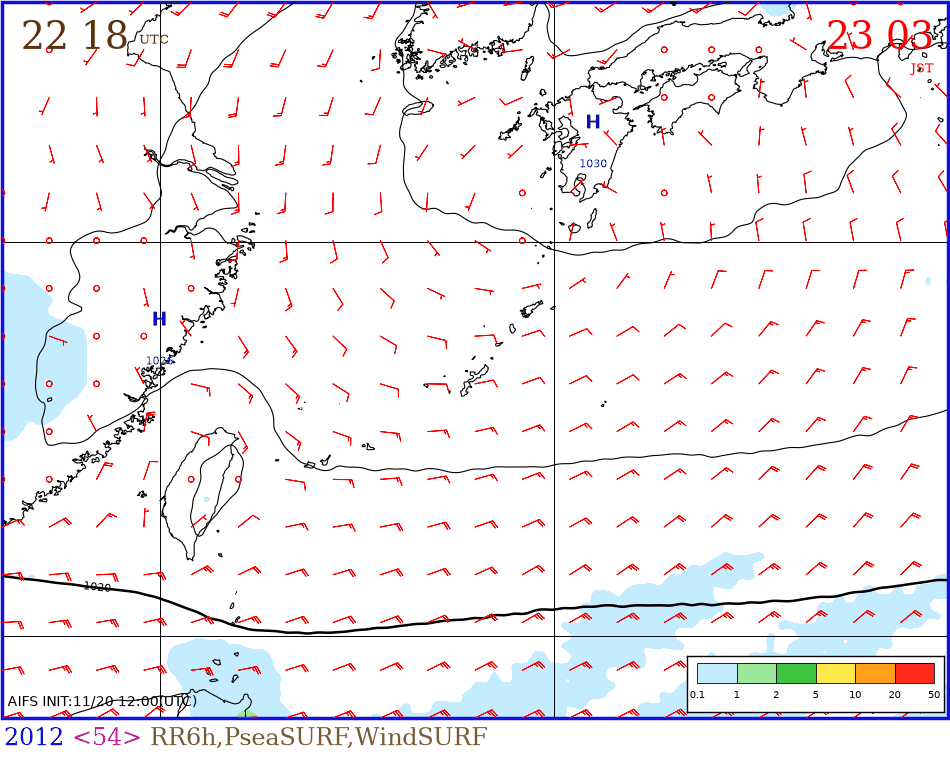 22 18 UTC
23 03 JST
H
1030
H
1020
0.1 1 2 5 10 20 50
AIFS INIT:11/20 12:00(UTC)
2012 <54> RR6h,PseaSURF,WindSURF